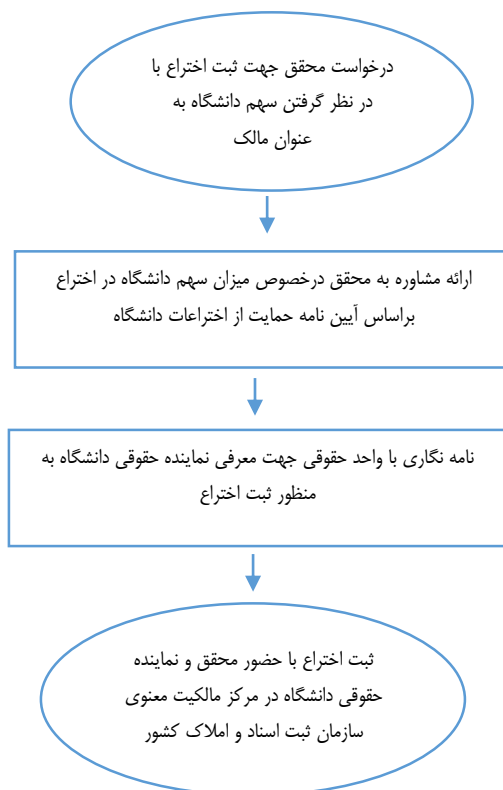 درخواست محقق جهت ثبت اختراع با
در نظر گرفتن سهم دانشگاه به
عنوان مالک
ارائه مشاوره به محقق درخصوص میزان سهم دانشگاه در اختراع
براساس آیین نامه حمایت از اختراعات دانشگاه
نامه نگاری با واحد حقوقی جهت معرفی نماینده حقوقی دانشگاه به
منظور ثبت اختراع
ثبت اختراع با حضور محقق و نماینده
حقوقی دانشگاه در مرکز مالکیت معنوی
سازمان ثبت اسناد و املاک کشور